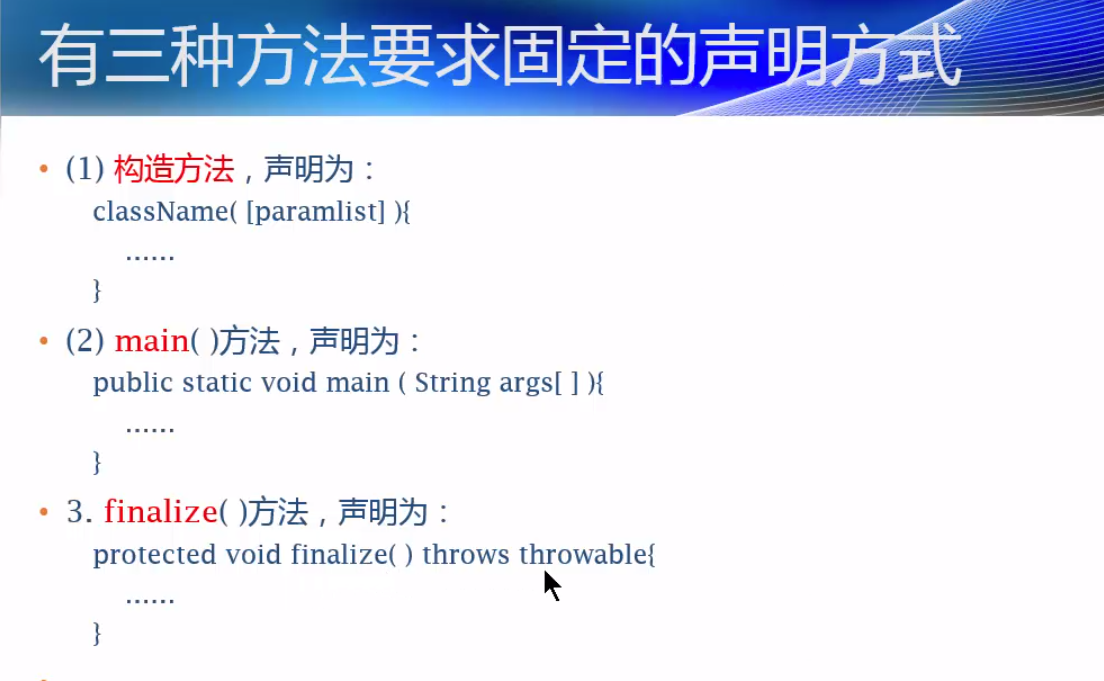 有三种方法要求固定的声明方式
• (1) 构造方法，声明为：
className( [paramlist] ){
……
}
• (2) main( )方法，声明为：
public static void main ( String args[ ] ){
……
}
• 3. finalize( )方法，声明为：
protected void finalize( ) throws throwable{
……
}